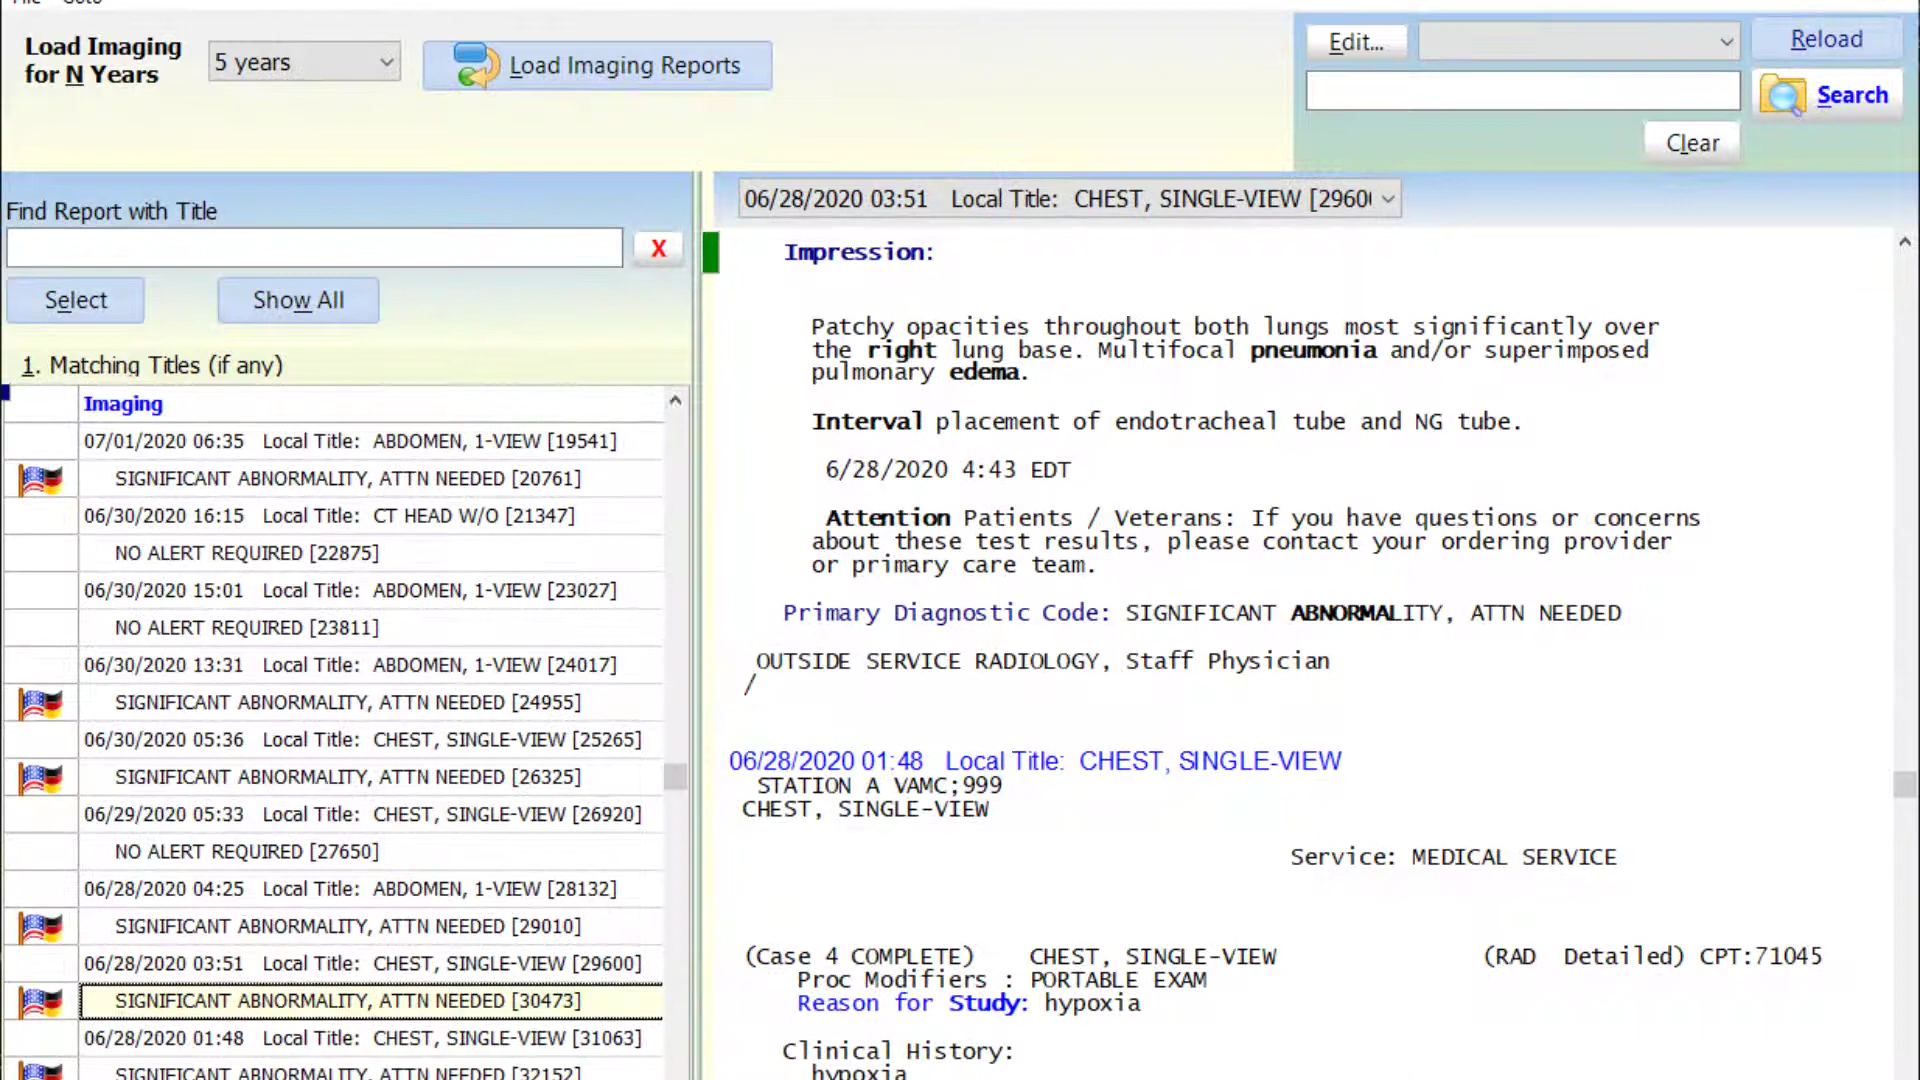 Load Imaging
for N Years
5 years
Load Imaging Reports
Edit...
Reload
Search
Clear
Find Report with Title
X
Select
Show All
1. Matching Titles (if any)
Imaging
07/01/2020 06:35 Local Title: ABDOMEN, 1-VIEW [19541]
SIGNIFICANT ABNORMALITY, ATTN NEEDED [20761]
06/30/2020 16:15 Local Title: CT HEAD W/O [21347]
NO ALERT REQUIRED [22875]
06/30/2020 15:01 Local Title: ABDOMEN, 1-VIEW [23027]
NO ALERT REQUIRED [23811]
06/30/2020 13:31 Local Title: ABDOMEN, 1-VIEW [24017]
SIGNIFICANT ABNORMALITY, ATTN NEEDED [24955]
06/30/2020 05:36 Local Title: CHEST, SINGLE-VIEW [25265]
SIGNIFICANT ABNORMALITY, ATTN NEEDED [26325]
06/29/2020 05:33 Local Title: CHEST, SINGLE-VIEW [26920]
NO ALERT REQUIRED [27650]
06/28/2020 04:25 Local Title: ABDOMEN, 1-VIEW [28132]
SIGNIFICANT ABNORMALITY, ATTN NEEDED [29010]
06/28/2020 03:51 Local Title: CHEST, SINGLE-VIEW [29600]
SIGNIFICANT ABNORMALITY, ATTN NEEDED [30473]
06/28/2020 01:48 Local Title: CHEST, SINGLE-VIEW [31063]
SIGNIFICANT ABNORMALITY, ATTN NEEDED [32152]
06/28/2020 03:51 Local Title: CHEST, SINGLE-VIEW [2960
Impression:
Patchy opacities throughout both lungs most significantly over
the right lung base. Multifocal pneumonia and/or superimposed
pulmonary edema.
Interval placement of endotracheal tube and NG tube.
6/28/2020 4:43 EDT
Attention Patients / Veterans: If you have questions or concerns
about these test results, please contact your ordering provider
or primary care team.
Primary Diagnostic Code: SIGNIFICANT ABNORMALITY, ATTN NEEDED
OUTSIDE SERVICE RADIOLOGY, Staff Physician
/
06/28/2020 01:48 Local Title: CHEST, SINGLE-VIEW
STATION A VAMC;999
CHEST, SINGLE-VIEW
Service: MEDICAL SERVICE
(Case 4 COMPLETE) CHEST, SINGLE-VIEW (RAD Detailed) CPT:71045
Proc Modifiers : PORTABLE EXAM
Reason for Study: hypoxia
Clinical History:
hypoxia